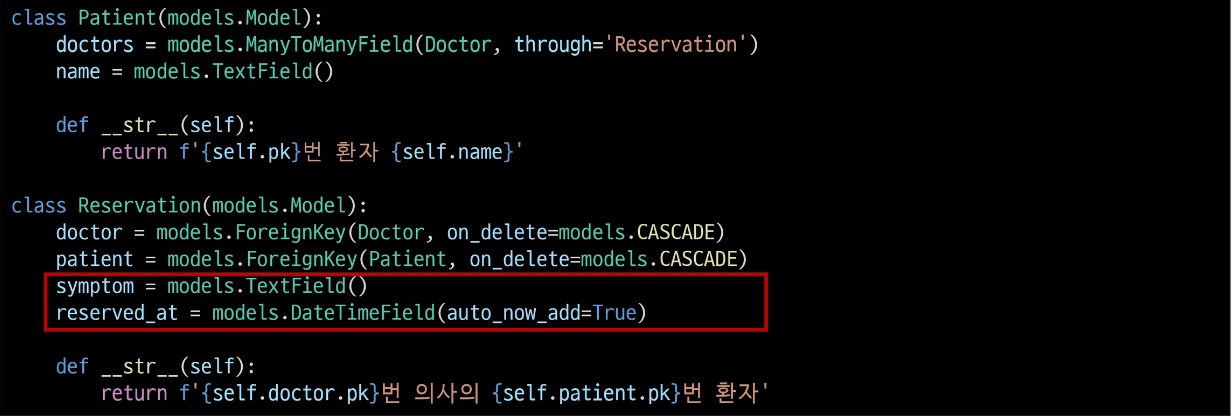 class Patient(models.Model):
    doctors = models.ManyToManyField(Doctor, through='Reservation')
    name = models.TextField()

    def __str__(self):
        return f'{self.pk}번 환자 {self.name}'

class Reservation(models.Model):
    doctor = models.ForeignKey(Doctor, on_delete=models.CASCADE)
    patient = models.ForeignKey(Patient, on_delete=models.CASCADE)
    symptom = models.TextField()
    reserved_at = models.DateTimeField(auto_now_add=True)

    def __str__(self):
        return f'{self.doctor.pk}번 의사의 {self.patient.pk}번 환자'